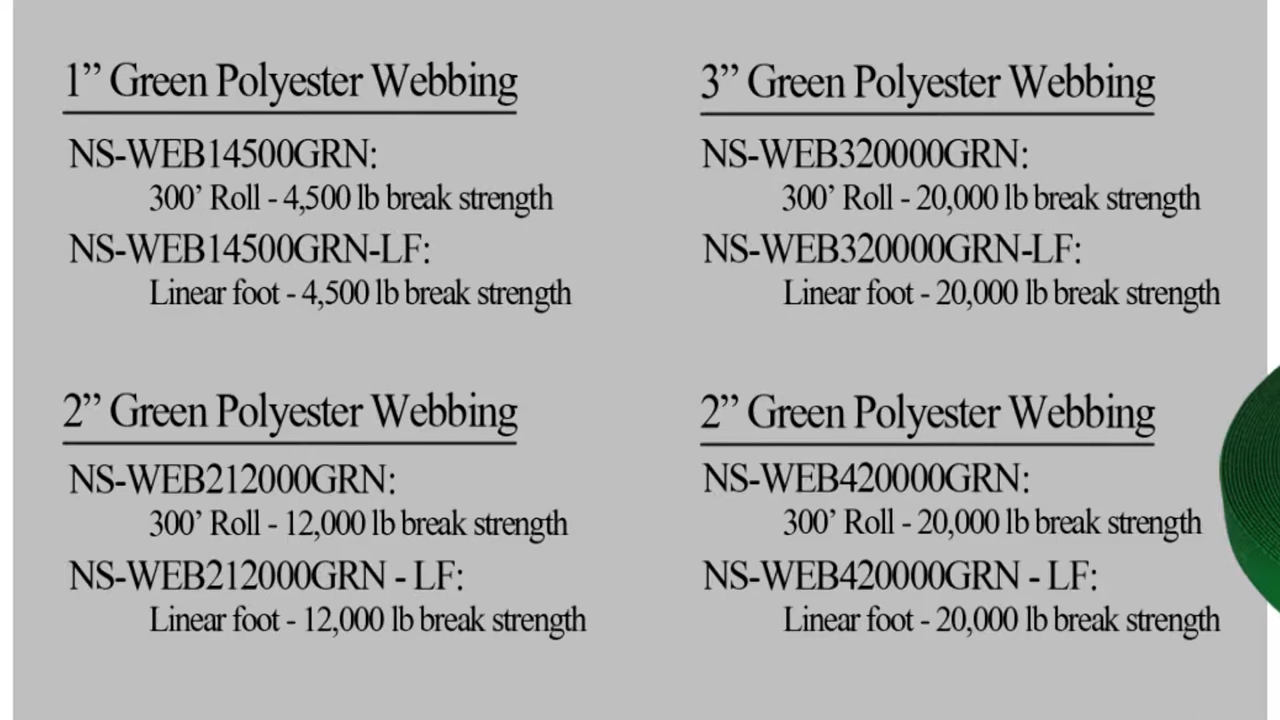 1” Green Polyester Webbing
NS-WEB14500GRN:
300’ Roll - 4,500 lb break strength
NS-WEB14500GRN-LF:
Linear foot - 4,500 lb break strength
2” Green Polyester Webbing
NS-WEB212000GRN:
300’ Roll - 12,000 lb break strength
NS-WEB212000GRN - LF:
Linear foot - 12,000 lb break strength
3” Green Polyester Webbing
NS-WEB320000GRN:
300’ Roll - 20,000 lb break strength
NS-WEB320000GRN-LF:
Linear foot - 20,000 lb break strength
2” Green Polyester Webbing
NS-WEB420000GRN:
300’ Roll - 20,000 lb break strength
NS-WEB420000GRN - LF:
Linear foot - 20,000 lb break strength